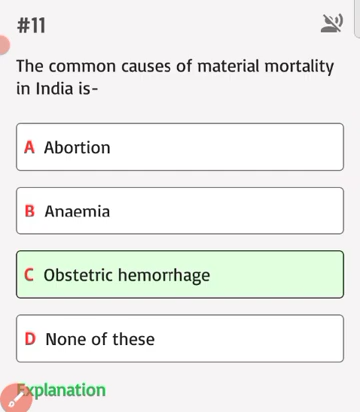 #11
The common causes of material mortality
in India is-
A Abortion
B Anaemia
C Obstetric hemorrhage
D None of these
Explanation